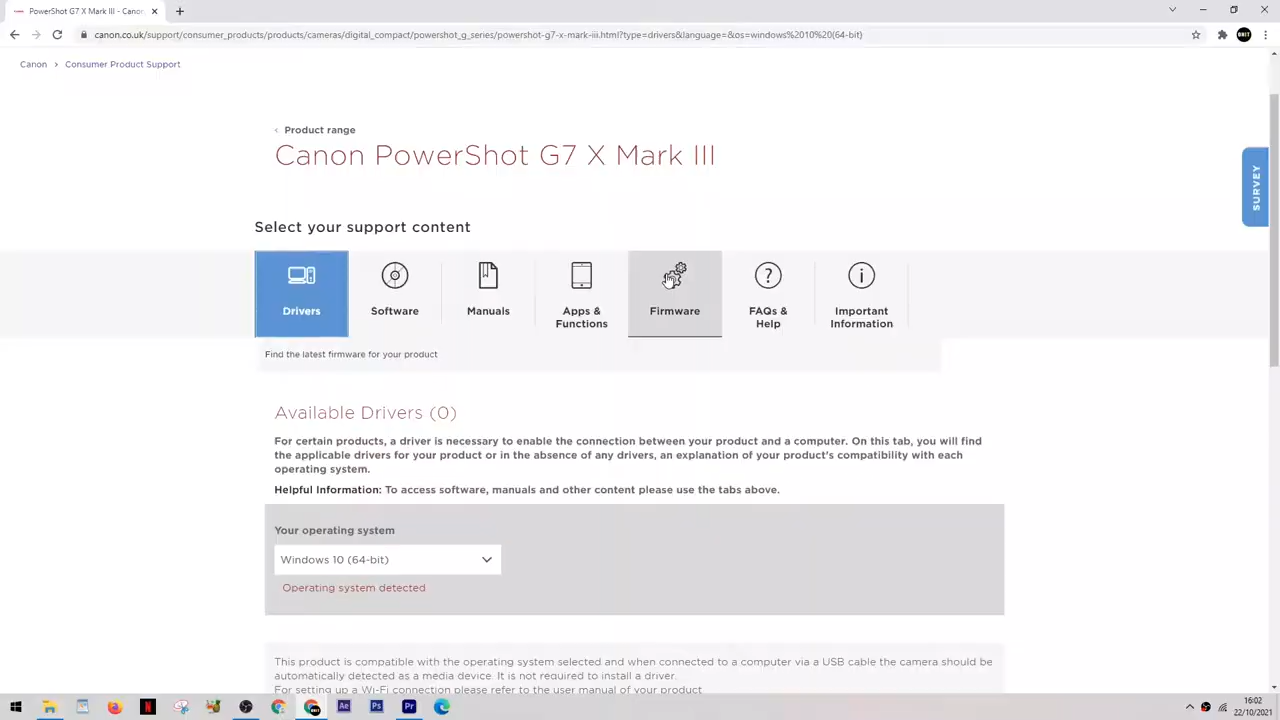 PowerShot G7 X Mark III - Canon
canon.co.uk/support/consumer_products/products/cameras/digital_compact/powershot_g_series/powershot-g7-x-mark-iii.html?type=drivers&language=&os=windows%2010%20(64-bit)
Canon > Consumer Product Support
< Product range
Canon PowerShot G7 X Mark III
SURVEY
Select your support content
Drivers
Software
Manuals
Apps &
Functions
Firmware
FAQs &
Help
Important
Information
Find the latest firmware for your product
Available Drivers (0)
For certain products, a driver is necessary to enable the connection between your product and a computer. On this tab, you will find
the applicable drivers for your product or in the absence of any drivers, an explanation of your product's compatibility with each
operating system.
Helpful Information: To access software, manuals and other content please use the tabs above.
Your operating system
Windows 10 (64-bit)
Operating system detected
This product is compatible with the operating system selected and when connected to a computer via a USB cable the camera should be
automatically detected as a media device. It is not required to install a driver.
For setting up a Wi-Fi connection please refer to the user manual of your product
N
Ae
Ps
Pr
16:02
22/10/2021